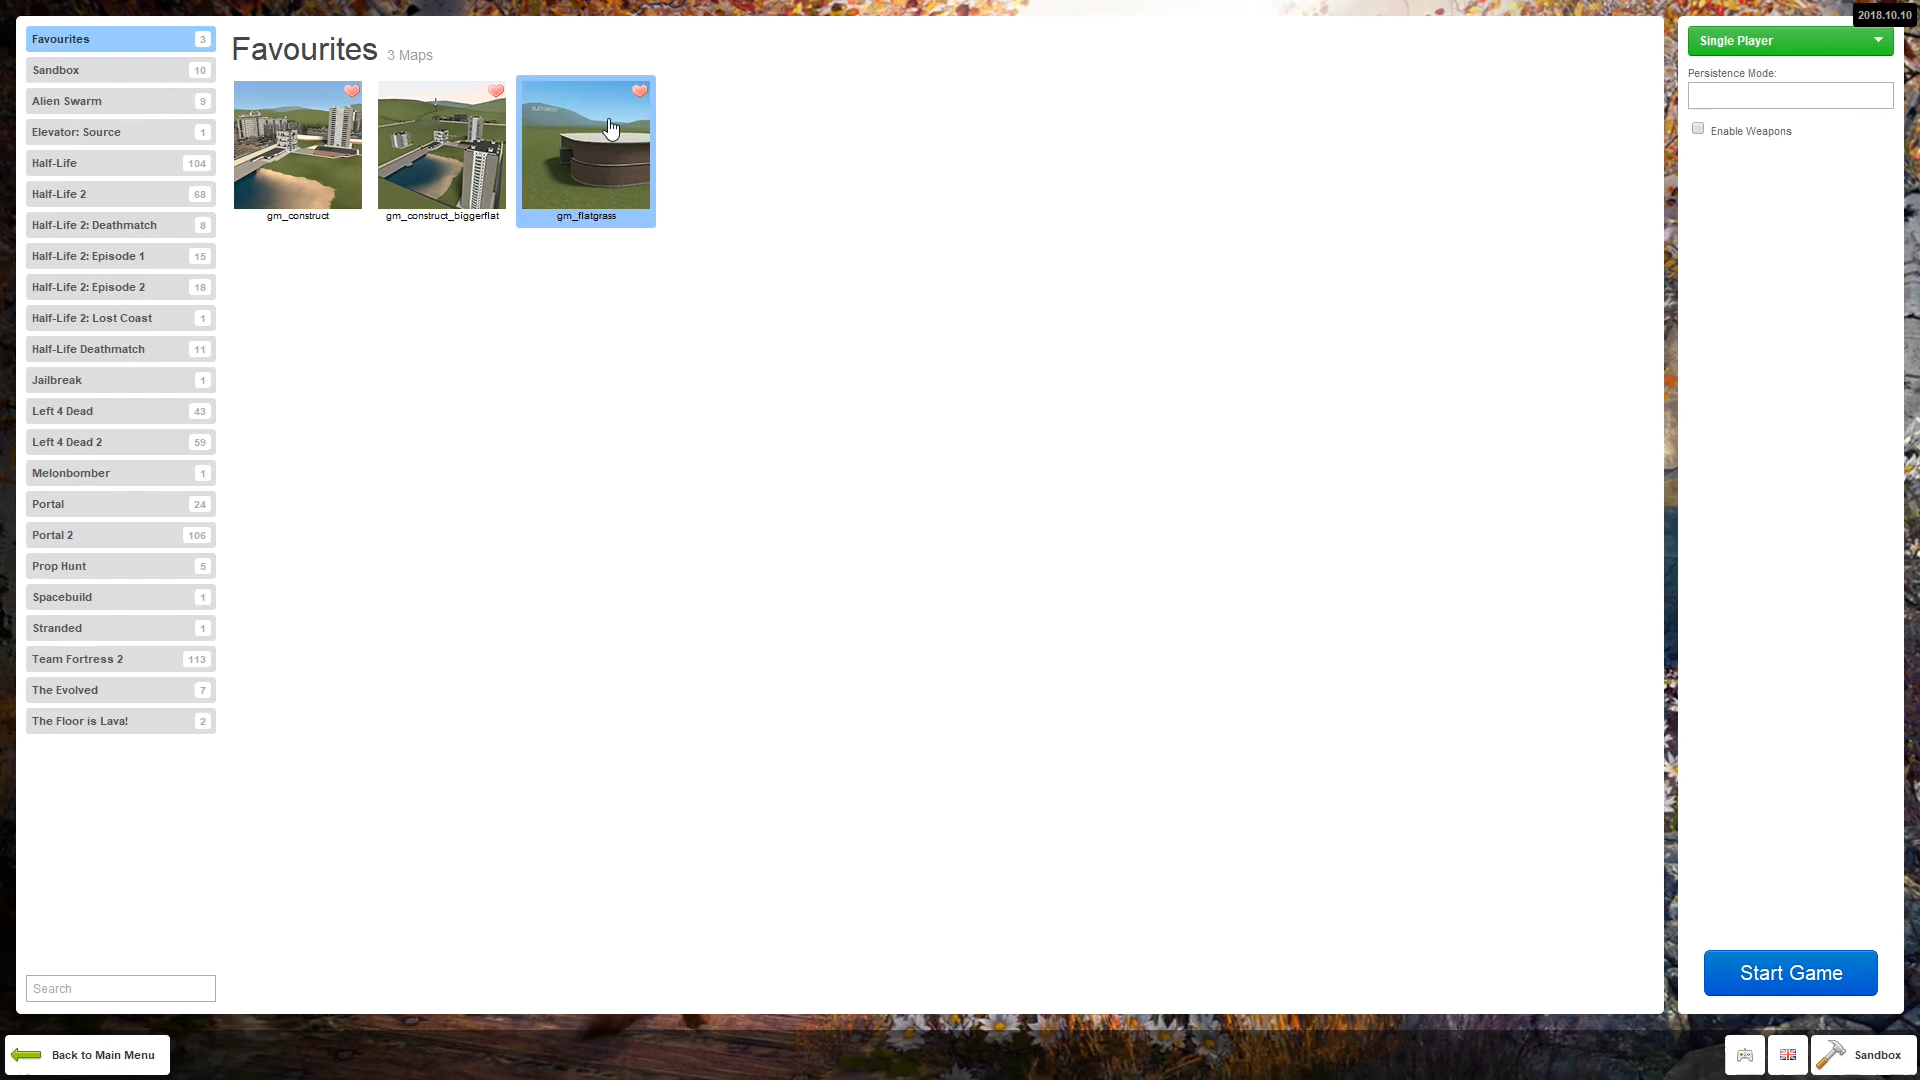 2018.10.10
Favourites 3
Sandbox 10
Alien Swarm 9
Elevator: Source 1
Half-Life 104
Half-Life 2 68
Half-Life 2: Deathmatch 8
Half-Life 2: Episode 1 15
Half-Life 2: Episode 2 18
Half-Life 2: Lost Coast 1
Half-Life Deathmatch 11
Jailbreak 1
Left 4 Dead 43
Left 4 Dead 2 59
Melonbomber 1
Portal 24
Portal 2 106
Prop Hunt 5
Spacebuild 1
Stranded 1
Team Fortress 2 113
The Evolved 7
The Floor is Lava! 2
Search
Favourites 3 Maps
gm_construct
gm_construct_biggerflat
gm_flatgrass
Single Player
Persistence Mode:
Enable Weapons
Start Game
Back to Main Menu
Sandbox